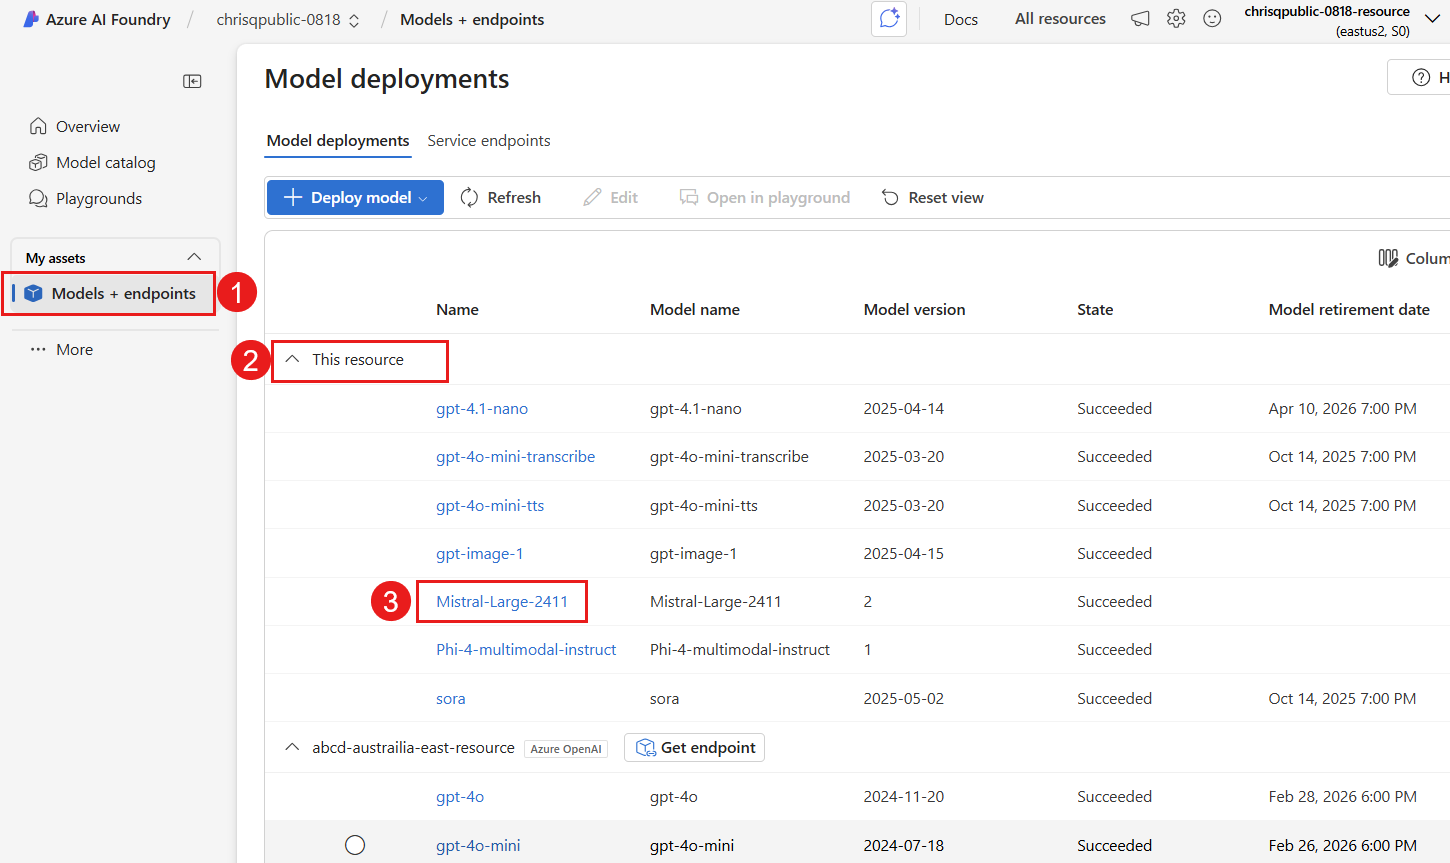 Azure AI Foundry / chrisqpublic-0818 / Models + endpoints
Docs
All resources
chrisqpublic-0818-resource
(eastus2, S0)
Model deployments
H
Overview
Model catalog
Playgrounds
My assets
Models + endpoints
1
More
Model deployments Service endpoints
Deploy model Refresh Edit Open in playground Reset view
Colum
Name Model name Model version State Model retirement date
2 This resource
gpt-4.1-nano gpt-4.1-nano 2025-04-14 Succeeded Apr 10, 2026 7:00 PM
gpt-4o-mini-transcribe gpt-4o-mini-transcribe 2025-03-20 Succeeded Oct 14, 2025 7:00 PM
gpt-4o-mini-tts gpt-4o-mini-tts 2025-03-20 Succeeded Oct 14, 2025 7:00 PM
gpt-image-1 gpt-image-1 2025-04-15 Succeeded
3 Mistral-Large-2411 Mistral-Large-2411 2 Succeeded
Phi-4-multimodal-instruct Phi-4-multimodal-instruct 1 Succeeded
sora sora 2025-05-02 Succeeded Oct 14, 2025 7:00 PM
abcd-austrailia-east-resource Azure OpenAI Get endpoint
gpt-4o gpt-4o 2024-11-20 Succeeded Feb 28, 2026 6:00 PM
gpt-4o-mini gpt-4o-mini 2024-07-18 Succeeded Feb 26, 2026 6:00 PM